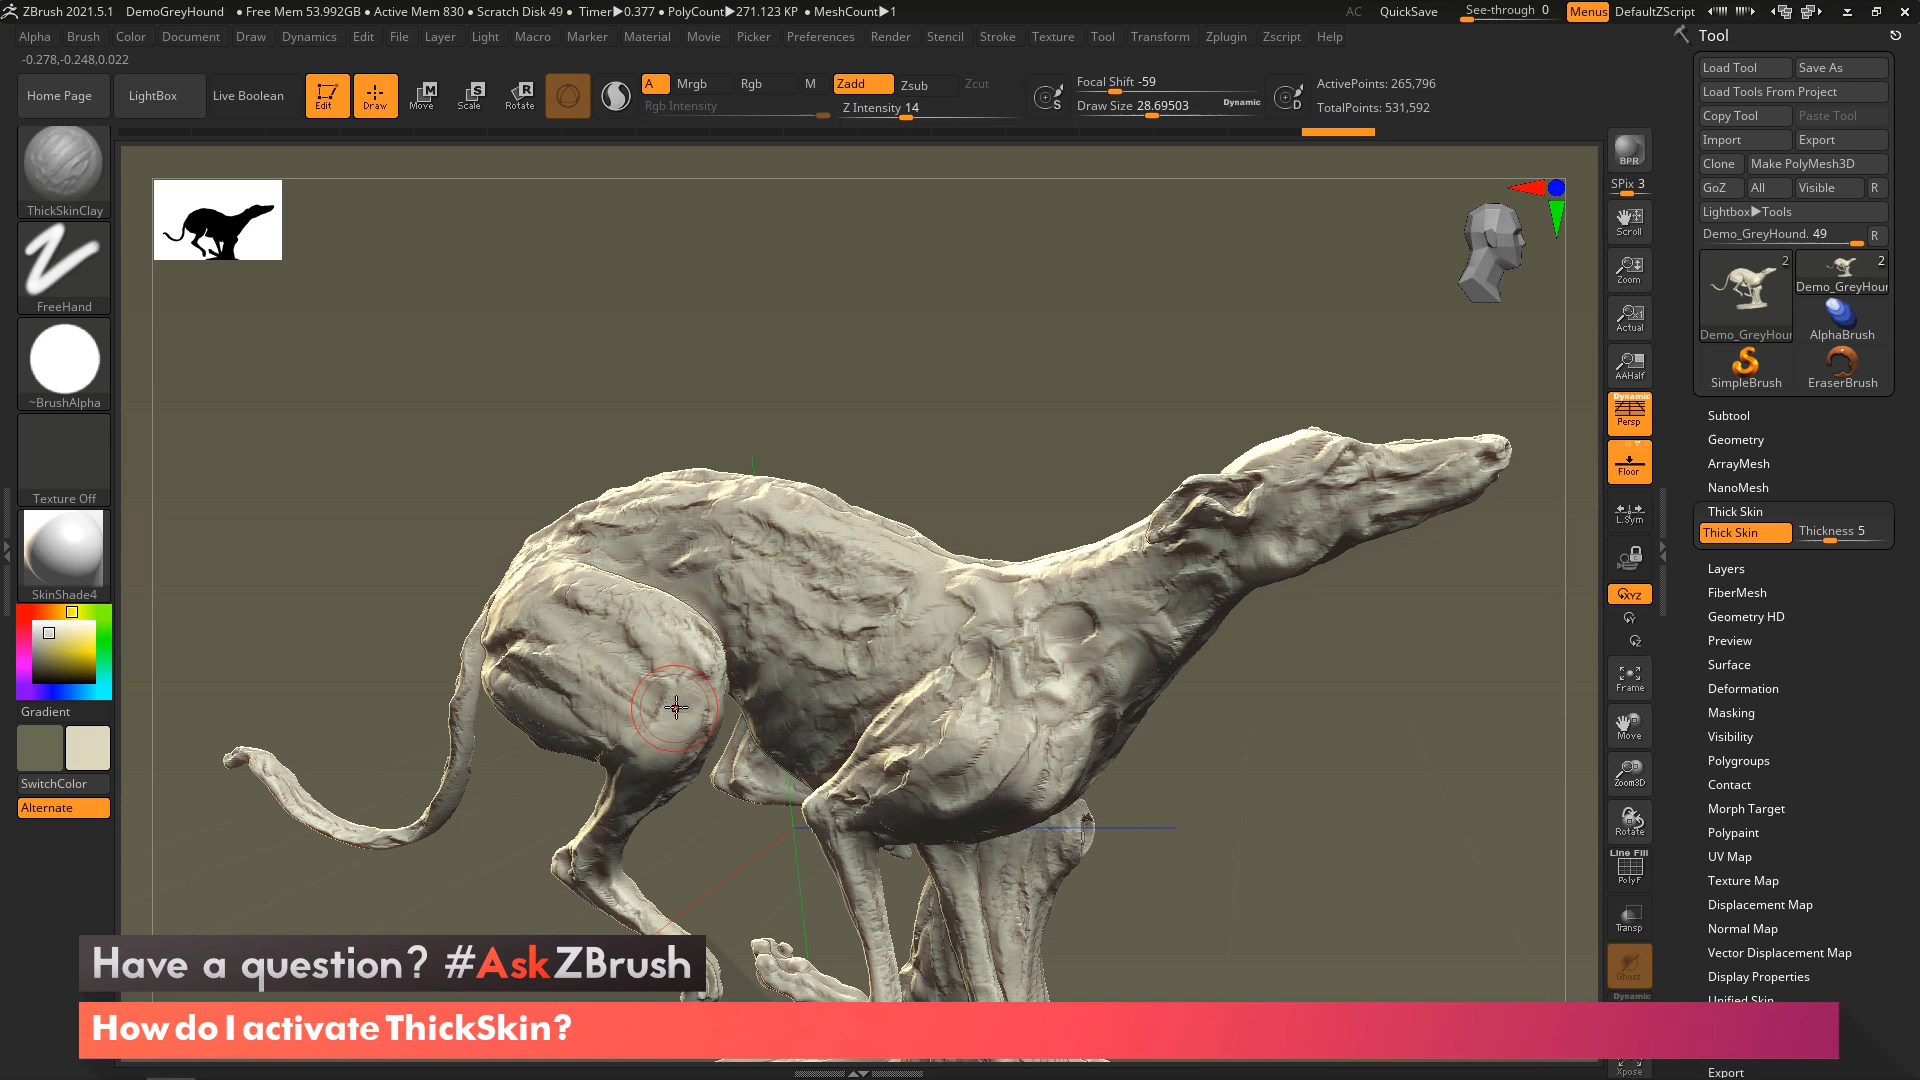 ZBrush 2021.5.1 DemoGreyHound ● Free Mem 53.992GB ● Active Mem 830 ● Scratch Disk 49 ● Timer▶0.377 ● PolyCount▶271.123 KP ● MeshCount▶1 AC QuickSave See-through 0 Menus DefaultZScript
Alpha Brush Color Document Draw Dynamics Edit File Layer Light Macro Marker Material Movie Picker Preferences Render Stencil Stroke Texture Tool Transform Zplugin Zscript Help
-0.278,-0.248,0.022
Home Page LightBox Live Boolean Edit Draw Move Scale Rotate
M S R
A Mrgb Rgb M Zadd Zsub Zcut
Rgb Intensity Z Intensity 14
S Focal Shift -59
Draw Size 28.69503 Dynamic
D ActivePoints: 265,796
TotalPoints: 531,592
ThickSkinClay
FreeHand
~BrushAlpha
Texture Off
SkinShade4
Gradient
SwitchColor
Alternate
BPR
SPix 3
Scroll
Zoom
Actual
AAHalf
Dynamic
Persp
Floor
L.Sym
XYZ
Y
Z
Frame
Move
Zoom3D
Rotate
Line Fill
PolyF
Transp
Ghost
Dynamic
Xpose
Tool
Load Tool Save As
Load Tools From Project
Copy Tool Paste Tool
Import Export
Clone Make PolyMesh3D
GoZ All Visible R
Lightbox▶Tools
Demo_GreyHound. 49 R
2 2
Demo_GreyHour
Demo_GreyHour AlphaBrush
SimpleBrush EraserBrush
Subtool
Geometry
ArrayMesh
NanoMesh
Thick Skin
Thick Skin Thickness 5
Layers
FiberMesh
Geometry HD
Preview
Surface
Deformation
Masking
Visibility
Polygroups
Contact
Morph Target
Polypaint
UV Map
Texture Map
Displacement Map
Normal Map
Vector Displacement Map
Display Properties
Unified Skin
Export
Have a question? #AskZBrush
How do I activate ThickSkin?